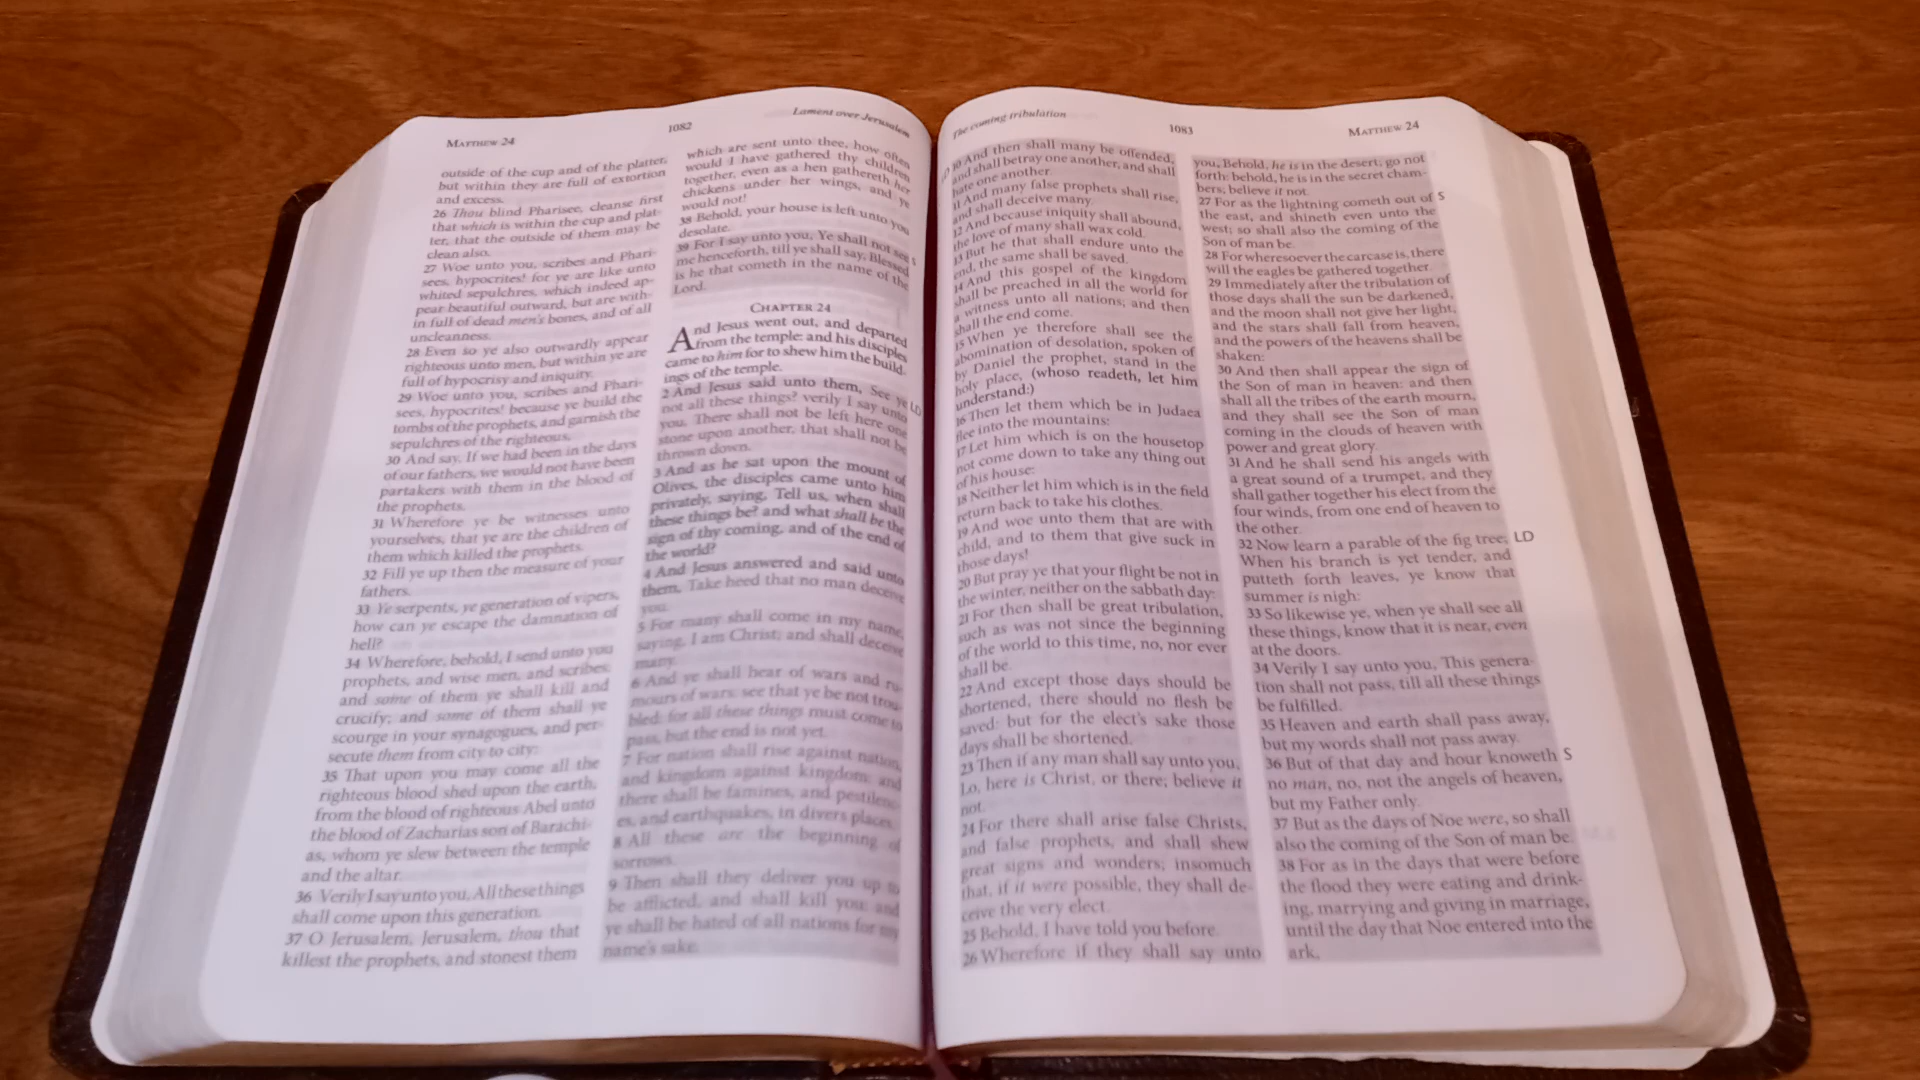 MATTHEW 24
1082
Lament over Jerusalem
outside of the cup and of the platter,
but within they are full of extortion
and excess.
26 Thou blind Pharisee, cleanse first
that which is within the cup and plat-
ter, that the outside of them may be
clean also.
27 Woe unto you, scribes and Phari-
sees, hypocrites! for ye are like unto
whited sepulchres, which indeed ap-
pear beautiful outward, but are with-
in full of dead men's bones, and of all
uncleanness.
28 Even so ye also outwardly appear
righteous unto men, but within ye are
full of hypocrisy and iniquity.
29 Woe unto you, scribes and Phari-
sees, hypocrites! because ye build the
tombs of the prophets, and garnish the
sepulchres of the righteous,
30 And say, If we had been in the days
of our fathers, we would not have been
partakers with them in the blood of
the prophets.
31 Wherefore ye be witnesses unto
yourselves, that ye are the children of
them which killed the prophets.
32 Fill ye up then the measure of your
fathers.
33 Ye serpents, ye generation of vipers,
how can ye escape the damnation of
hell?
34 Wherefore, behold, I send unto you
prophets, and wise men, and scribes:
and some of them ye shall kill and
crucify; and some of them shall ye
scourge in your synagogues, and per-
secute them from city to city:
35 That upon you may come all the
righteous blood shed upon the earth,
from the blood of righteous Abel unto
the blood of Zacharias son of Barachi-
as, whom ye slew between the temple
and the altar.
36 Verily I say unto you, All these things
shall come upon this generation.
37 O Jerusalem, Jerusalem, thou that
killest the prophets, and stonest them
which are sent unto thee, how often
would I have gathered thy children
together, even as a hen gathereth her
chickens under her wings, and ye
would not!
38 Behold, your house is left unto you
desolate.
39 For I say unto you, Ye shall not see S
me henceforth, till ye shall say, Blessed
is he that cometh in the name of the
Lord.
CHAPTER 24
And Jesus went out, and departed
from the temple: and his disciples
came to him for to shew him the build-
ings of the temple.
2 And Jesus said unto them, See ye LD
not all these things? verily I say unto
you, There shall not be left here one
stone upon another, that shall not be
thrown down.
3 And as he sat upon the mount of
Olives, the disciples came unto him
privately, saying, Tell us, when shall
these things be? and what shall be the
sign of thy coming, and of the end of
the world?
4 And Jesus answered and said unto
them, Take heed that no man deceive
you.
5 For many shall come in my name,
saying, I am Christ; and shall deceive
many.
6 And ye shall hear of wars and ru-
mours of wars: see that ye be not trou-
bled: for all these things must come to
pass, but the end is not yet.
7 For nation shall rise against nation,
and kingdom against kingdom: and
there shall be famines, and pestilenc-
es, and earthquakes, in divers places.
8 All these are the beginning of
sorrows.
9 Then shall they deliver you up to
be afflicted, and shall kill you: and
ye shall be hated of all nations for my
name's sake.
The coming tribulation
1083
MATTHEW 24
LD 10 And then shall many be offended,
and shall betray one another, and shall
hate one another.
11 And many false prophets shall rise,
and shall deceive many.
12 And because iniquity shall abound,
the love of many shall wax cold.
13 But he that shall endure unto the
end, the same shall be saved.
14 And this gospel of the kingdom
shall be preached in all the world for
a witness unto all nations; and then
shall the end come.
15 When ye therefore shall see the
abomination of desolation, spoken of
by Daniel the prophet, stand in the
holy place, (whoso readeth, let him
understand:)
16 Then let them which be in Judaea
flee into the mountains:
17 Let him which is on the housetop
not come down to take any thing out
of his house:
18 Neither let him which is in the field
return back to take his clothes.
19 And woe unto them that are with
child, and to them that give suck in
those days!
20 But pray ye that your flight be not in
the winter, neither on the sabbath day:
21 For then shall be great tribulation,
such as was not since the beginning
of the world to this time, no, nor ever
shall be.
22 And except those days should be
shortened, there should no flesh be
saved: but for the elect's sake those
days shall be shortened.
23 Then if any man shall say unto you,
Lo, here is Christ, or there; believe it
not.
24 For there shall arise false Christs,
and false prophets, and shall shew
great signs and wonders; insomuch
that, if it were possible, they shall de-
ceive the very elect.
25 Behold, I have told you before.
26 Wherefore if they shall say unto
you, Behold, he is in the desert; go not
forth: behold, he is in the secret cham-
bers; believe it not.
27 For as the lightning cometh out of S
the east, and shineth even unto the
west; so shall also the coming of the
Son of man be.
28 For wheresoever the carcase is, there
will the eagles be gathered together.
29 Immediately after the tribulation of
those days shall the sun be darkened,
and the moon shall not give her light,
and the stars shall fall from heaven,
and the powers of the heavens shall be
shaken:
30 And then shall appear the sign of
the Son of man in heaven: and then
shall all the tribes of the earth mourn,
and they shall see the Son of man
coming in the clouds of heaven with
power and great glory.
31 And he shall send his angels with
a great sound of a trumpet, and they
shall gather together his elect from the
four winds, from one end of heaven to
the other.
32 Now learn a parable of the fig tree; LD
When his branch is yet tender, and
putteth forth leaves, ye know that
summer is nigh:
33 So likewise ye, when ye shall see all
these things, know that it is near, even
at the doors.
34 Verily I say unto you, This genera-
tion shall not pass, till all these things
be fulfilled.
35 Heaven and earth shall pass away,
but my words shall not pass away.
36 But of that day and hour knoweth S
no man, no, not the angels of heaven,
but my Father only.
37 But as the days of Noe were, so shall
also the coming of the Son of man be.
38 For as in the days that were before
the flood they were eating and drink-
ing, marrying and giving in marriage,
until the day that Noe entered into the
ark,